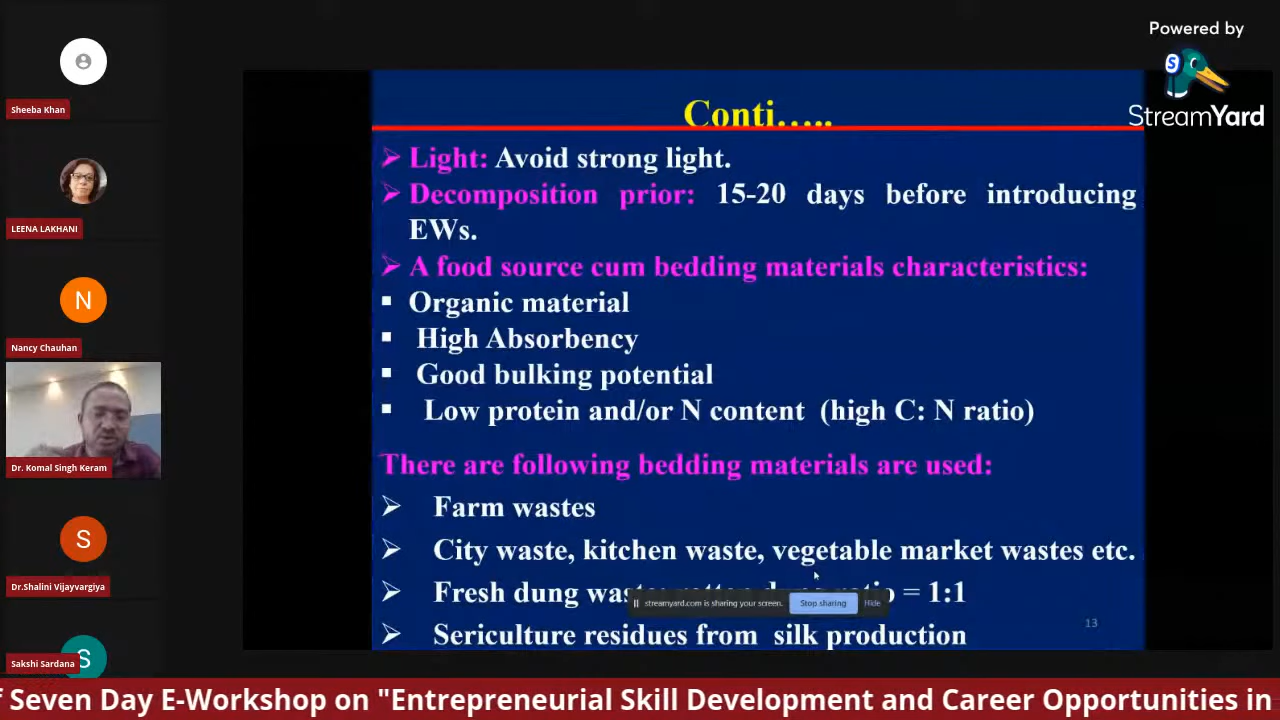 Powered by
StreamYard
Sheeba Khan
LEENA LAKHANI
N
Nancy Chauhan
Dr. Komal Singh Keram
S
Dr.Shalini Vijayvargiya
S
Sakshi Sardana
Conti…..
Light: Avoid strong light.
Decomposition prior: 15-20 days before introducing
EWs.
A food source cum bedding materials characteristics:
Organic material
High Absorbency
Good bulking potential
Low protein and/or N content (high C: N ratio)
There are following bedding materials are used:
Farm wastes
City waste, kitchen waste, vegetable market wastes etc.
Fresh dung = 1:1
streamyard.com is sharing your screen. Stop sharing Hide
13
Sericulture residues from silk production
Seven Day E-Workshop on "Entrepreneurial Skill Development and Career Opportunities in